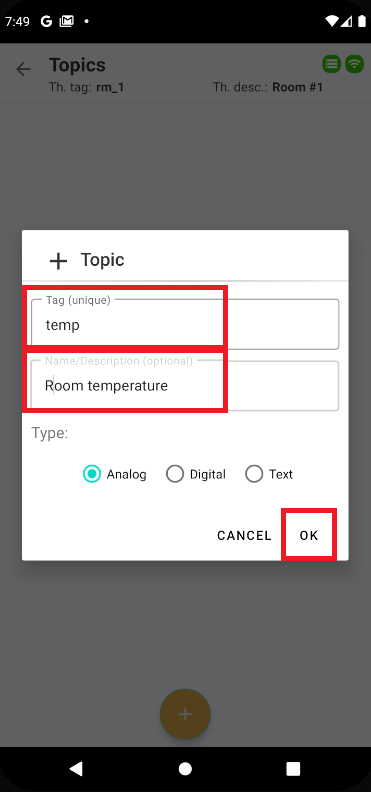 7:49 G
Topics
Th. tag: rm_1 Th. desc.: Room #1
+ Topic
Tag (unique)
temp
Name/Description (optional)
Room temperature
Type:
Analog Digital Text
CANCEL OK
+